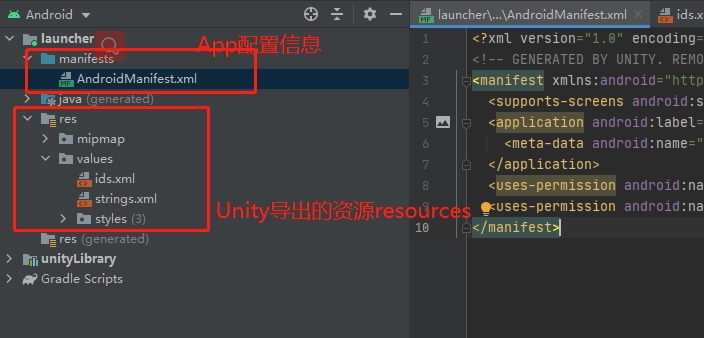 Android
launcher\...\AndroidManifest.xml
ids.x
launcher
App配置信息
manifests
AndroidManifest.xml
java (generated)
res
mipmap
values
ids.xml
strings.xml
styles (3)
Unity导出的资源resources
res (generated)
unityLibrary
Gradle Scripts
1 <?xml version="1.0" encoding=
2 <!-- GENERATED BY UNITY. REMO
3 <manifest xmlns:android="http
4 <supports-screens android:s
5 <application android:label=
6 <meta-data android:name="
7 </application>
8 <uses-permission android:na
9 <uses-permission android:na
10 </manifest>